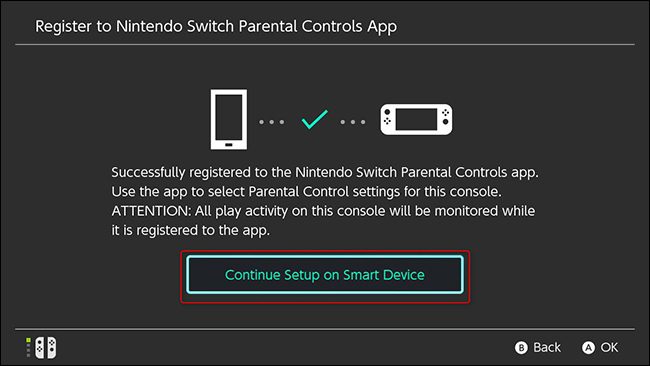 Register to Nintendo Switch Parental Controls App
Successfully registered to the Nintendo Switch Parental Controls app.
Use the app to select Parental Control settings for this console.
ATTENTION: All play activity on this console will be monitored while
it is registered to the app.
Continue Setup on Smart Device
B Back A OK